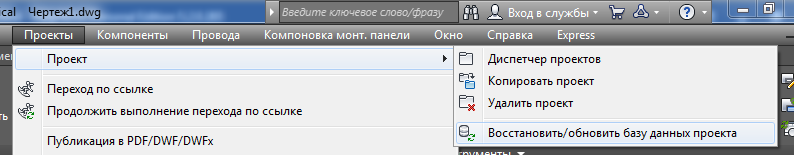 ical Чертеж1.dwg Введите ключевое слово/фразу Вход в службы
Проекты Компоненты Провода Компоновка монт. панели Окно Справка Express
Проект
Переход по ссылке
Продолжить выполнение перехода по ссылке
Публикация в PDF/DWF/DWFx
Диспетчер проектов
Копировать проект
Удалить проект
Восстановить/обновить базу данных проекта